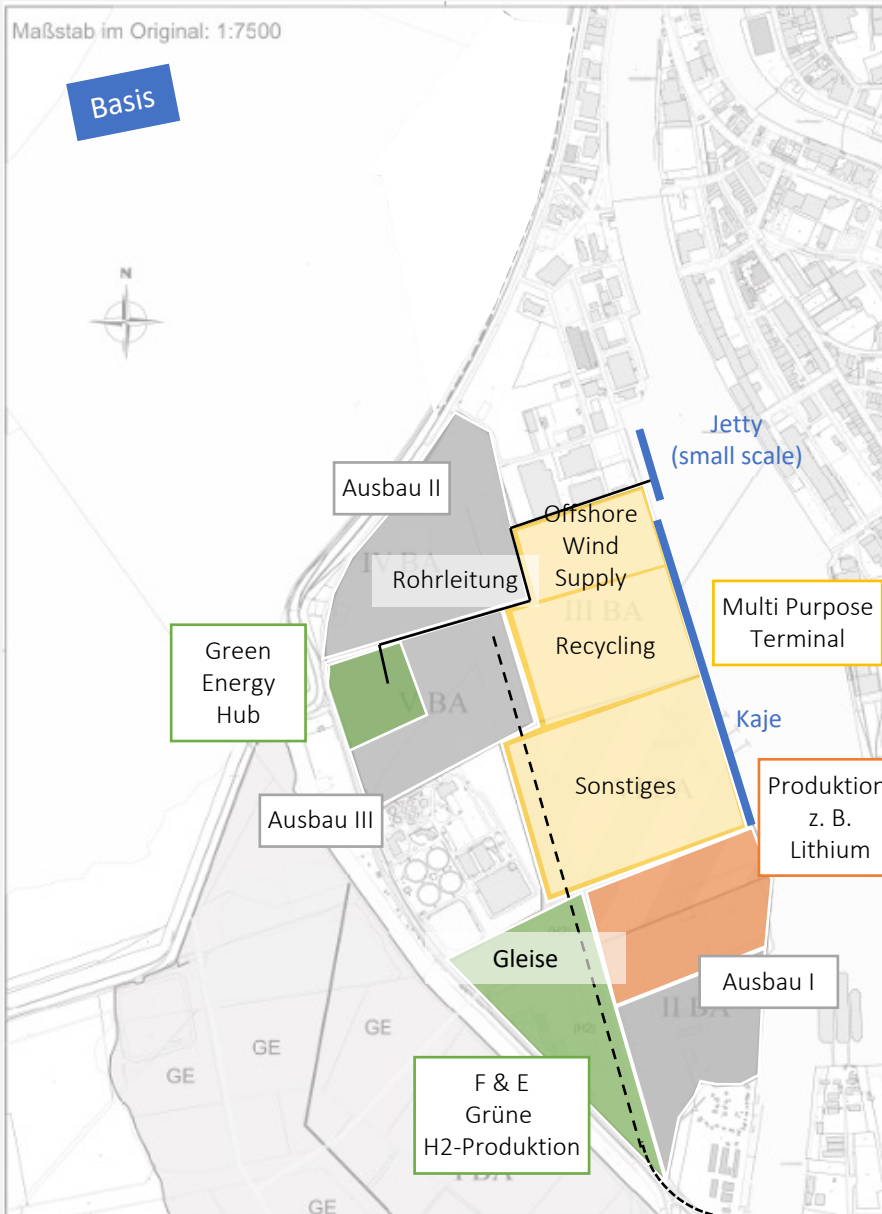 Maßstab im Original: 1:7500
Basis
N
Jetty
(small scale)
Ausbau II
Offshore
Wind
Supply
IV BA
Rohrleitung
III BA
Multi Purpose
Terminal
Green
Energy
Hub
Recycling
V BA
Kaje
Sonstiges
Produktion
z. B.
Lithium
Ausbau III
Gleise
Ausbau I
II BA
GE
GE
GE
F & E
Grüne
H2-Produktion
GE